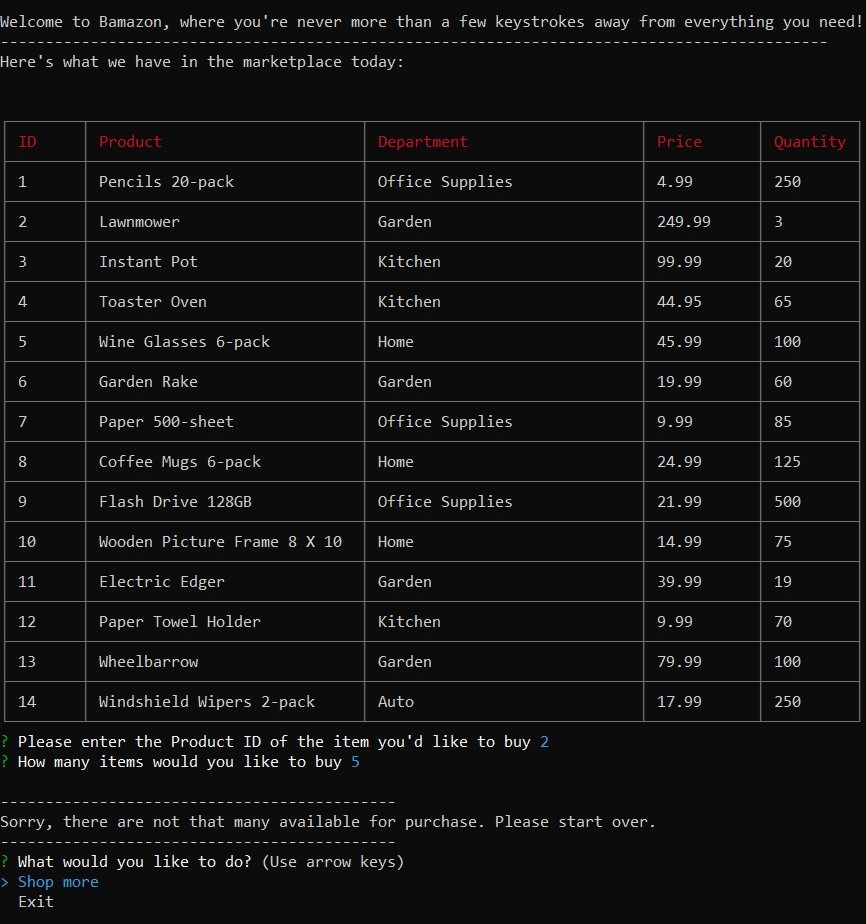 Welcome to Bamazon, where you're never more than a few keystrokes away from everything you need!
--------------------------------------------------------------------------------------------
Here's what we have in the marketplace today:
ID Product Department Price Quantity
1 Pencils 20-pack Office Supplies 4.99 250
2 Lawnmower Garden 249.99 3
3 Instant Pot Kitchen 99.99 20
4 Toaster Oven Kitchen 44.95 65
5 Wine Glasses 6-pack Home 45.99 100
6 Garden Rake Garden 19.99 60
7 Paper 500-sheet Office Supplies 9.99 85
8 Coffee Mugs 6-pack Home 24.99 125
9 Flash Drive 128GB Office Supplies 21.99 500
10 Wooden Picture Frame 8 X 10 Home 14.99 75
11 Electric Edger Garden 39.99 19
12 Paper Towel Holder Kitchen 9.99 70
13 Wheelbarrow Garden 79.99 100
14 Windshield Wipers 2-pack Auto 17.99 250
? Please enter the Product ID of the item you'd like to buy 2
? How many items would you like to buy 5
--------------------------------------------
Sorry, there are not that many available for purchase. Please start over.
--------------------------------------------
? What would you like to do? (Use arrow keys)
> Shop more
Exit